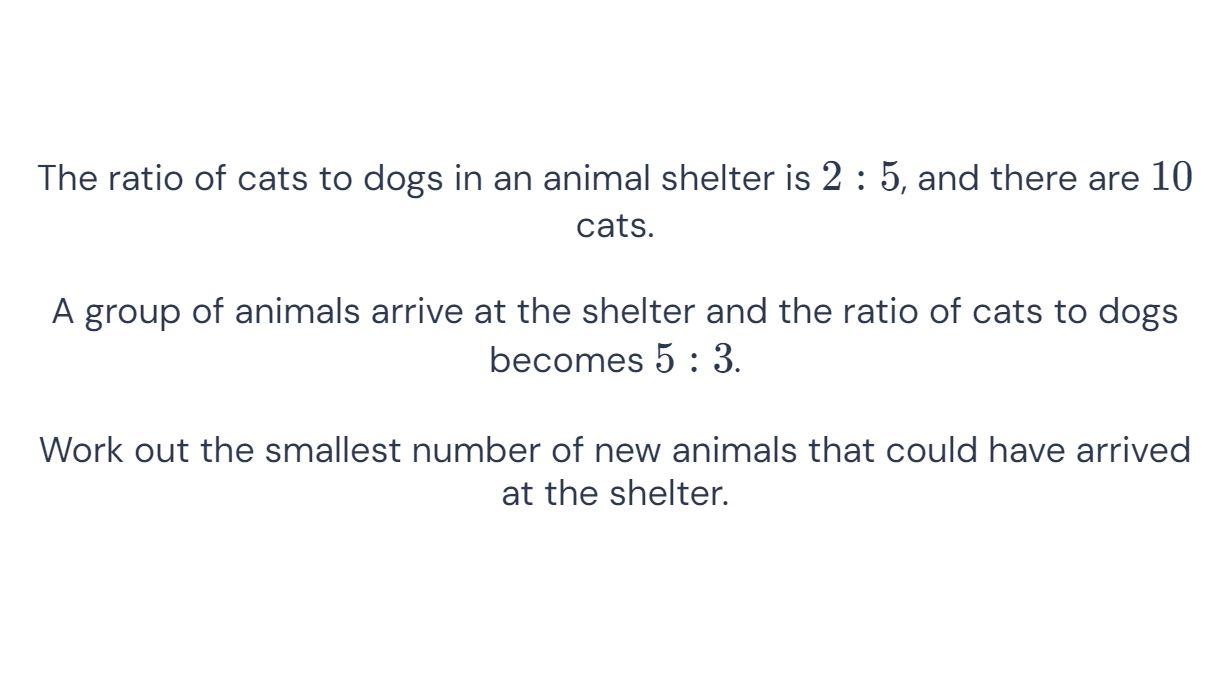 The ratio of cats to dogs in an animal shelter is 2 : 5, and there are 10
cats.
A group of animals arrive at the shelter and the ratio of cats to dogs
becomes 5 : 3.
Work out the smallest number of new animals that could have arrived
at the shelter.